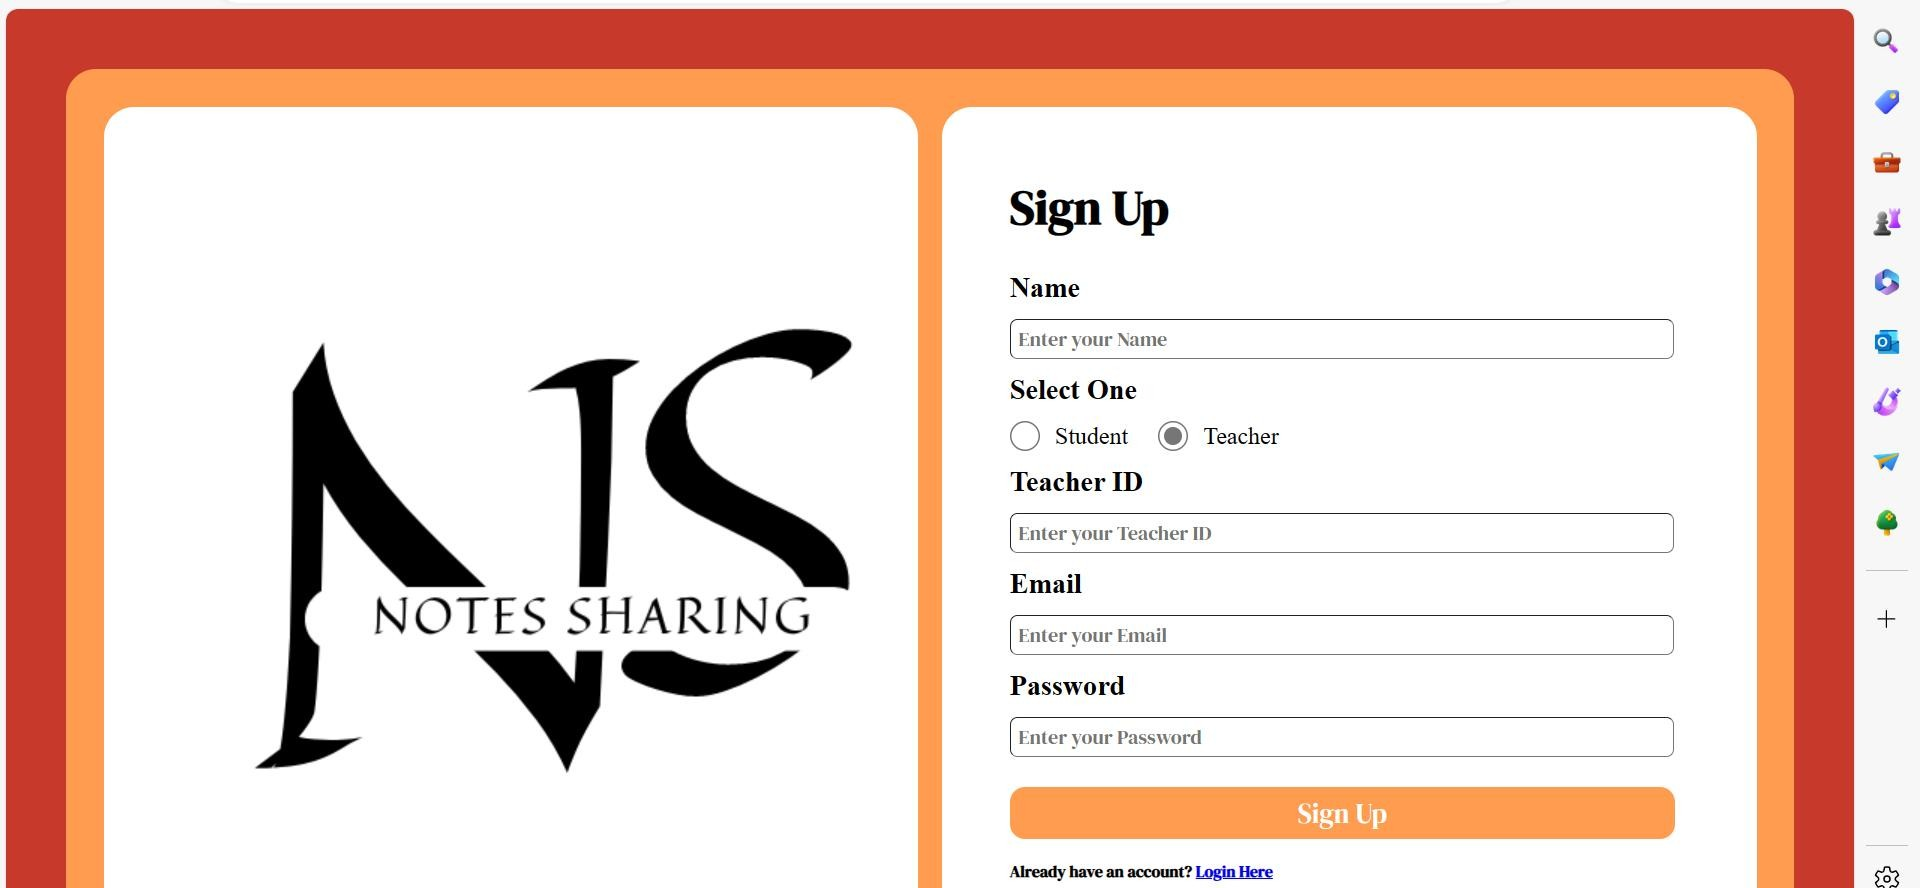 NS
NOTES SHARING
Sign Up
Name
Enter your Name
Select One
Student Teacher
Teacher ID
Enter your Teacher ID
Email
Enter your Email
Password
Enter your Password
Sign Up
Already have an account? Login Here